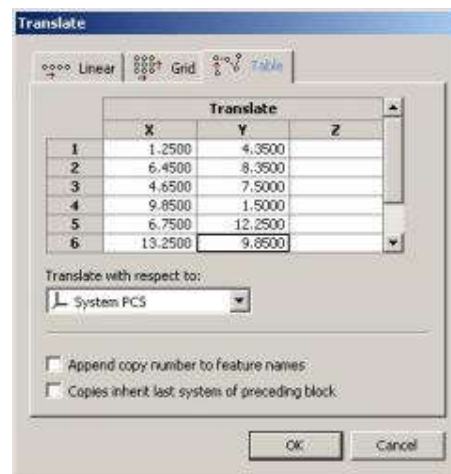 Translate
Linear Grid Table
Translate
X Y Z
1 1.2500 4.3500
2 6.4500 8.3500
3 4.6500 7.5000
4 9.8500 1.5000
5 6.7500 12.2500
6 13.2500 9.8500
Translate with respect to:
System PCS
Append copy number to feature names
Copies inherit last system of preceding block
OK Cancel